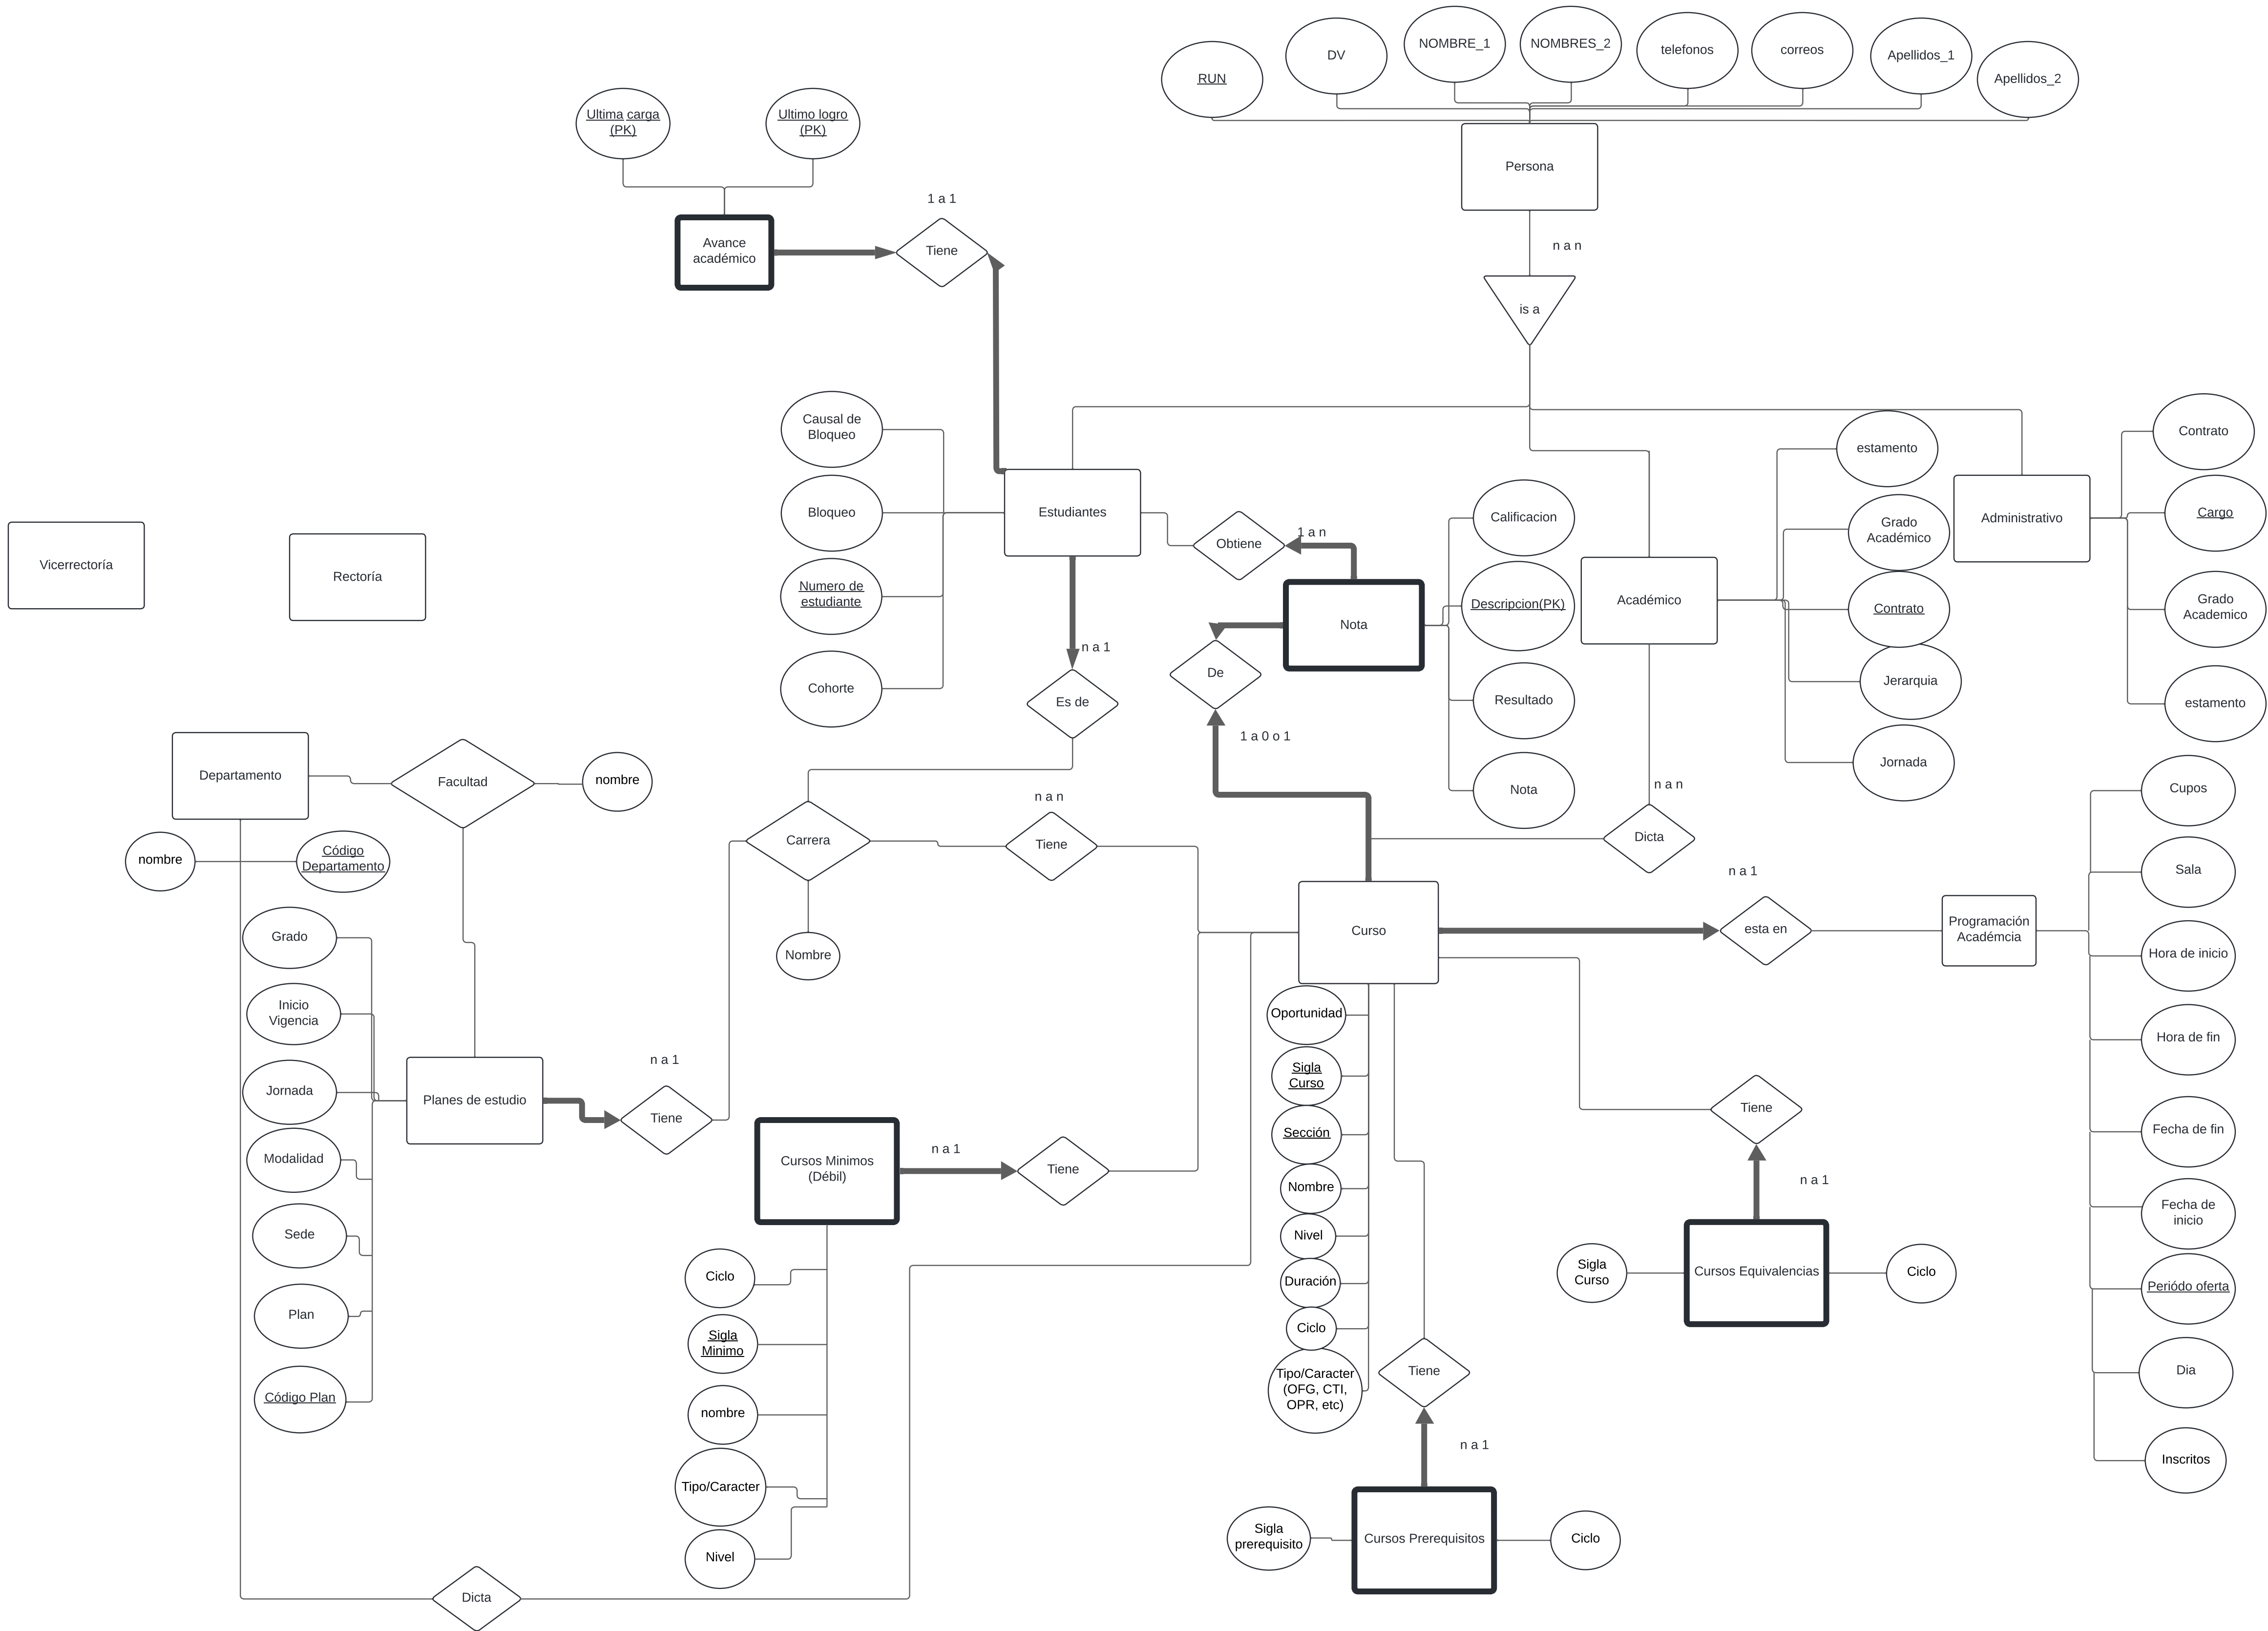 RUN
DV
NOMBRE_1
NOMBRES_2
telefonos
correos
Apellidos_1
Apellidos_2
Ultima carga
(PK)
Ultimo logro
(PK)
Persona
1 a 1
Avance
académico
Tiene
n a n
is a
Causal de
Bloqueo
Bloqueo
Numero de
estudiante
Cohorte
Estudiantes
Obtiene
1 a n
Calificacion
Descripcion(PK)
Resultado
Nota
Nota
Académico
estamento
Grado
Académico
Contrato
Jerarquia
Jornada
Administrativo
Contrato
Cargo
Grado
Academico
estamento
Vicerrectoría
Rectoría
n a 1
Es de
De
1 a 0 o 1
Departamento
Facultad
nombre
nombre
Código
Departamento
Carrera
Nombre
n a n
Tiene
n a n
Dicta
Curso
n a 1
esta en
Programación
Académcia
Cupos
Sala
Hora de inicio
Hora de fin
Fecha de fin
Fecha de
inicio
Periódo oferta
Dia
Inscritos
Grado
Inicio
Vigencia
Jornada
Modalidad
Sede
Plan
Código Plan
Planes de estudio
n a 1
Tiene
Cursos Minimos
(Débil)
n a 1
Tiene
Ciclo
Sigla
Minimo
nombre
Tipo/Caracter
Nivel
Oportunidad
Sigla
Curso
Sección
Nombre
Nivel
Duración
Ciclo
Tipo/Caracter
(OFG, CTI,
OPR, etc)
Tiene
n a 1
Sigla
Curso
Cursos Equivalencias
Ciclo
Tiene
n a 1
Sigla
prerequisito
Cursos Prerequisitos
Ciclo
Dicta